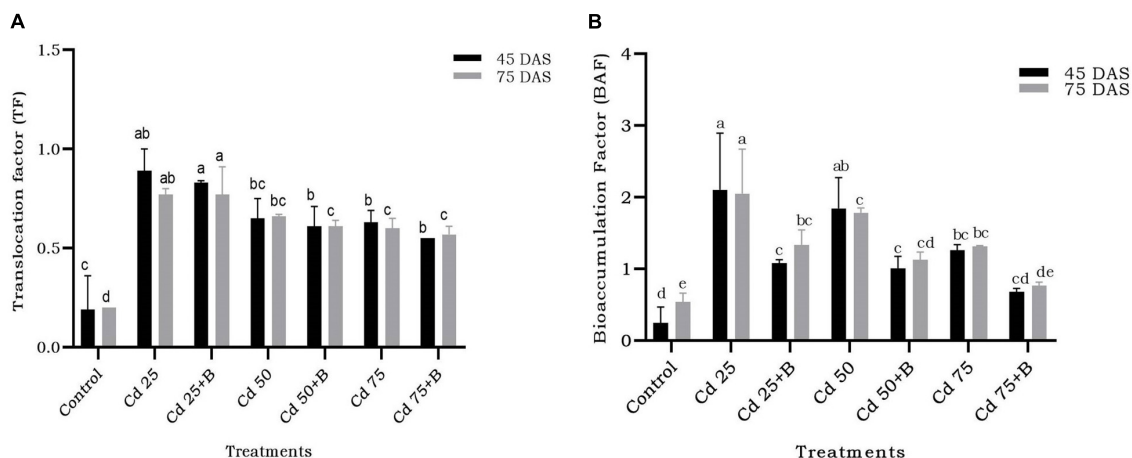 A
Translocation factor (TF)
1.5
1.0
0.5
0.0
45 DAS
75 DAS
c
d
ab
ab
a
a
bc
bc
b
c
b
c
b
c
Control
Cd 25
Cd 25+B
Cd 50
Cd 50+B
Cd 75
Cd 75+B
Treatments
B
Bioaccumulation Factor (BAF)
4
3
2
1
0
45 DAS
75 DAS
d
e
a
a
c
bc
ab
c
c
cd
bc
bc
cd
de
Control
Cd 25
Cd 25+B
Cd 50
Cd 50+B
Cd 75
Cd 75+B
Treatments